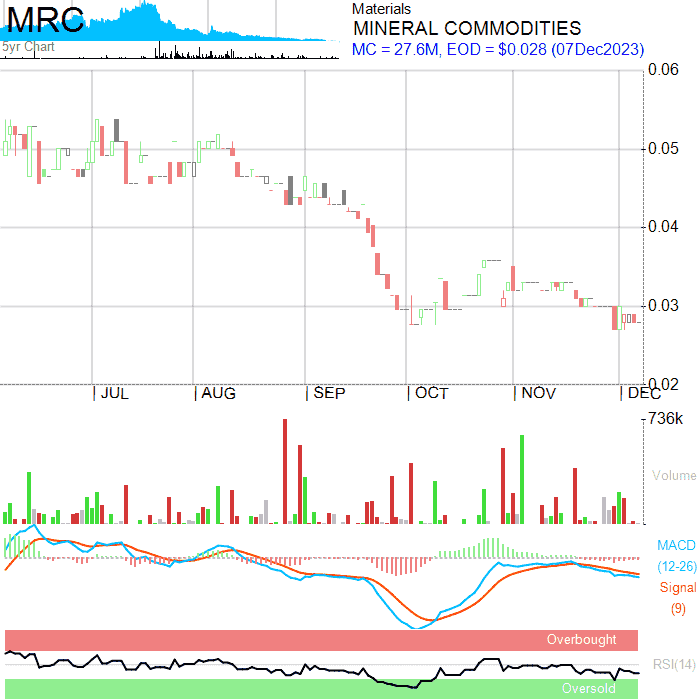 MRC
5yr Chart
Materials
MINERAL COMMODITIES
MC = 27.6M, EOD = $0.028 (07Dec2023)
0.06
0.05
0.04
0.03
0.02
JUL AUG SEP OCT NOV DEC
736k
Volume
MACD
(12-26)
Signal
(9)
Overbought
RSI(14)
Oversold